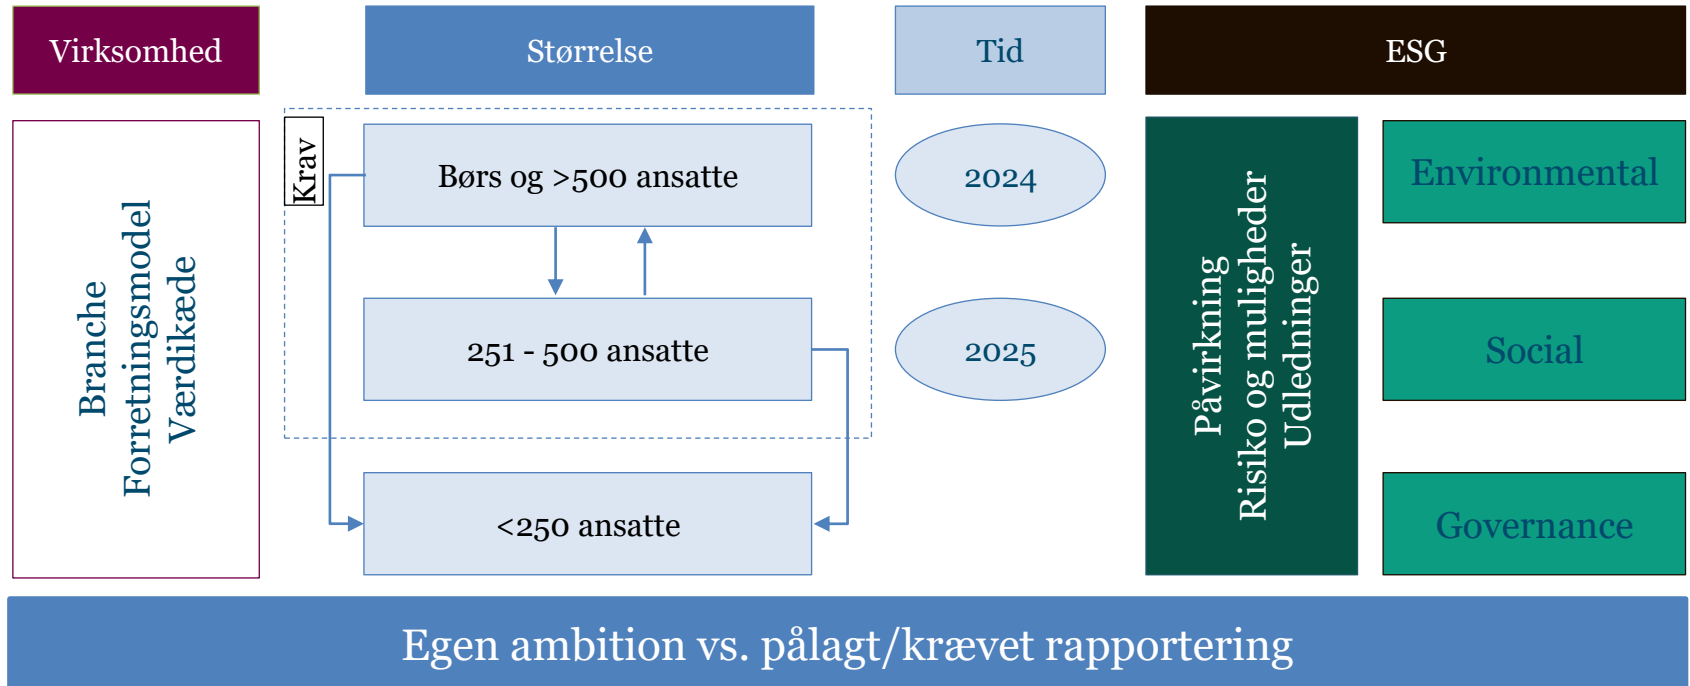 Virksomhed
Størrelse
Tid
ESG
Krav
Branche
Forretningsmodel
Værdikæde
Børs og >500 ansatte
2024
251 - 500 ansatte
2025
<250 ansatte
Påvirkning
Risiko og muligheder
Udledninger
Environmental
Social
Governance
Egen ambition vs. pålagt/krævet rapportering